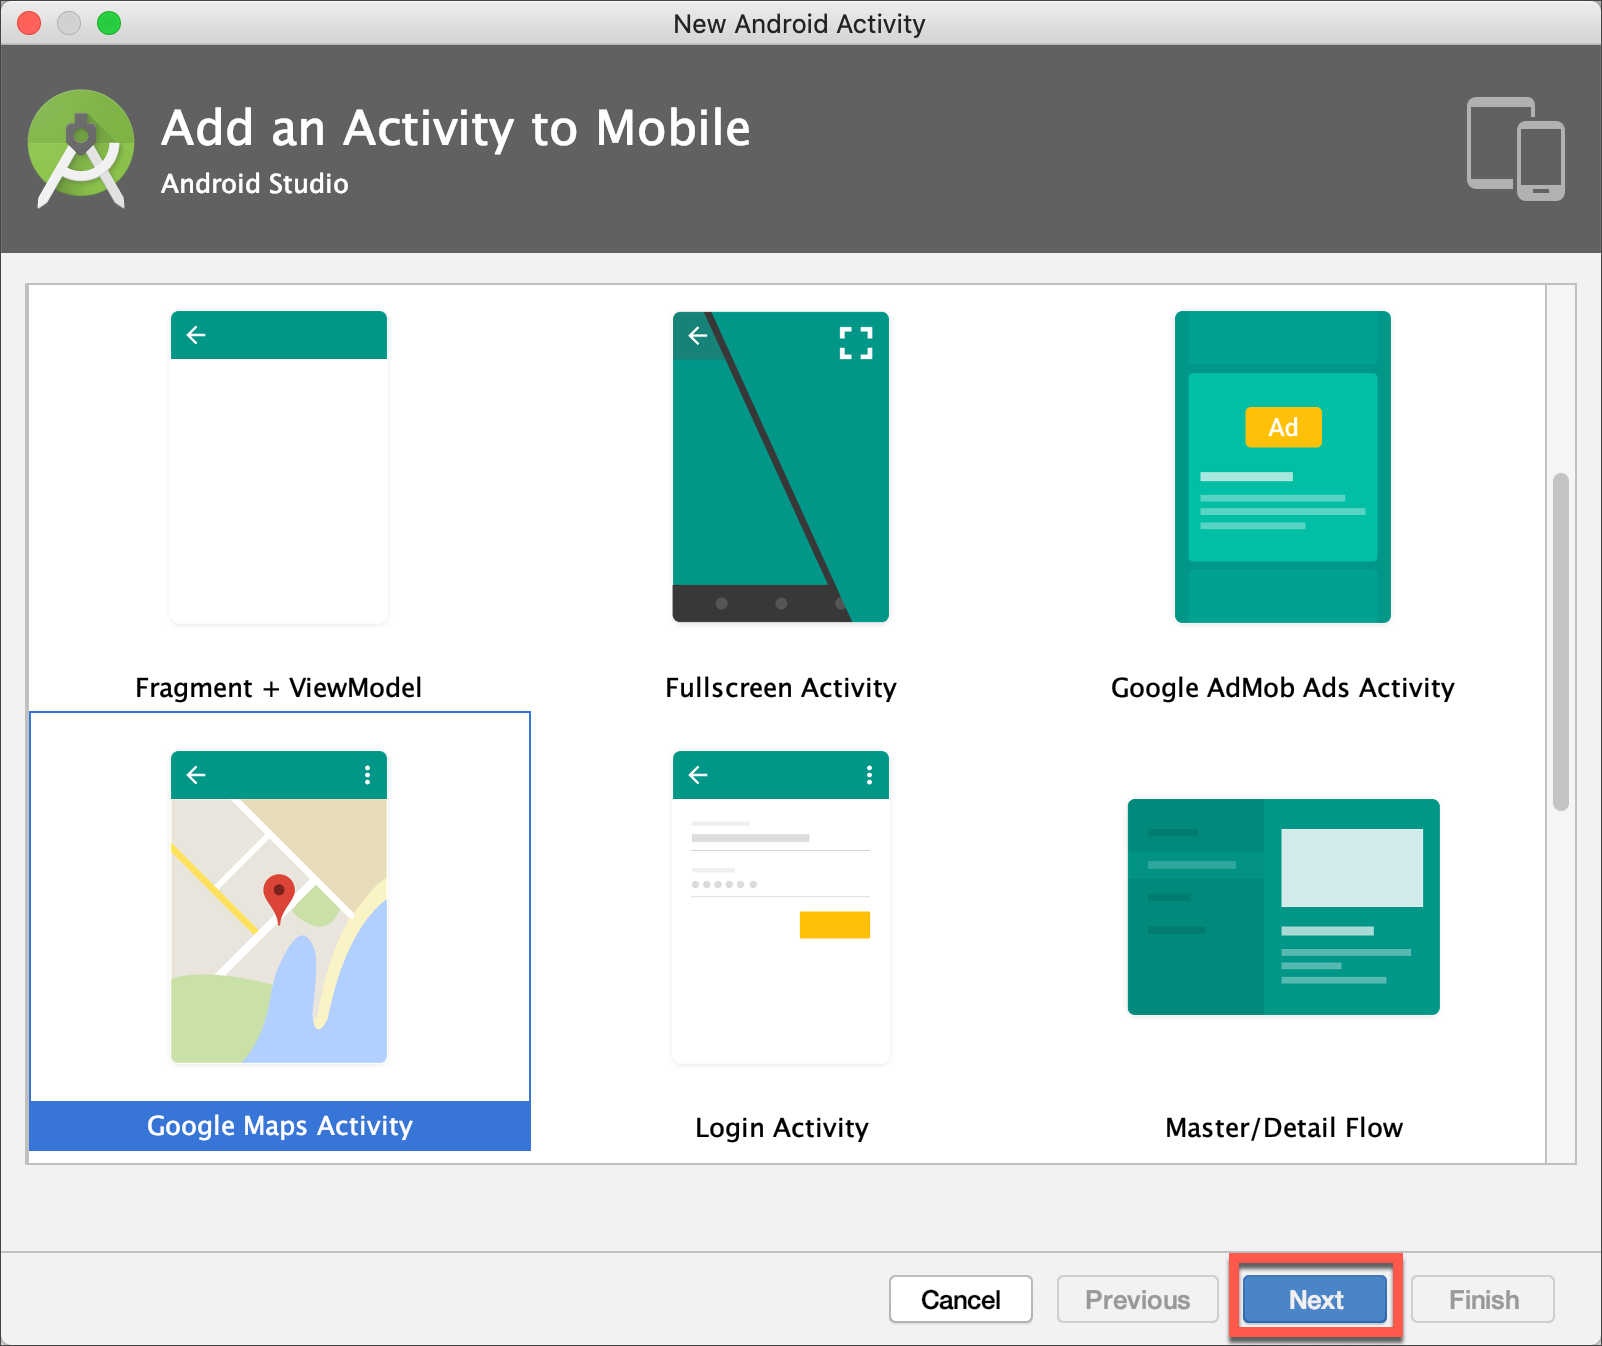 New Android Activity
Add an Activity to Mobile
Android Studio
Ad
Fragment + ViewModel
Fullscreen Activity
Google AdMob Ads Activity
Google Maps Activity
Login Activity
Master/Detail Flow
Cancel
Previous
Next
Finish